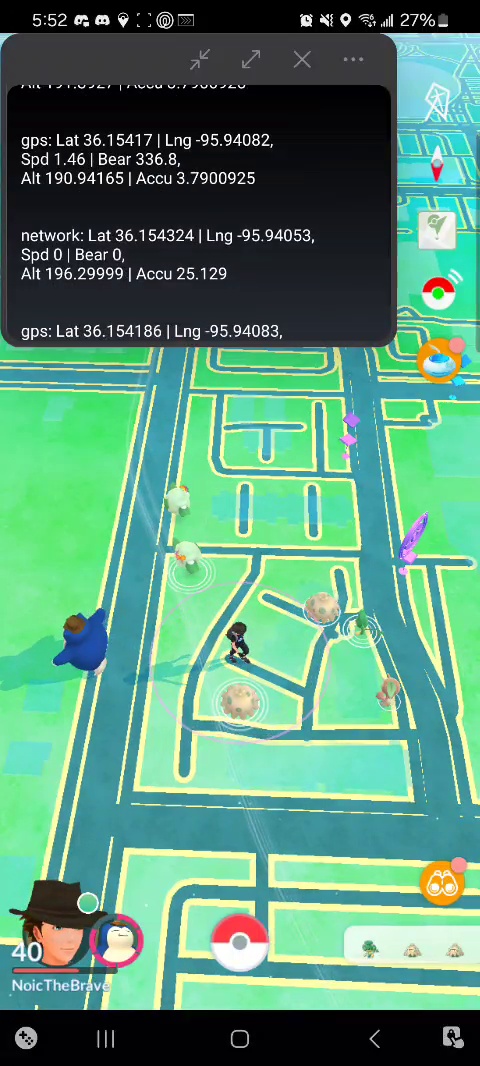 5:52
27%
gps: Lat 36.15417 | Lng -95.94082,
Spd 1.46 | Bear 336.8,
Alt 190.94165 | Accu 3.7900925
network: Lat 36.154324 | Lng -95.94053,
Spd 0 | Bear 0,
Alt 196.29999 | Accu 25.129
gps: Lat 36.154186 | Lng -95.94083,
40
NoicTheBrave